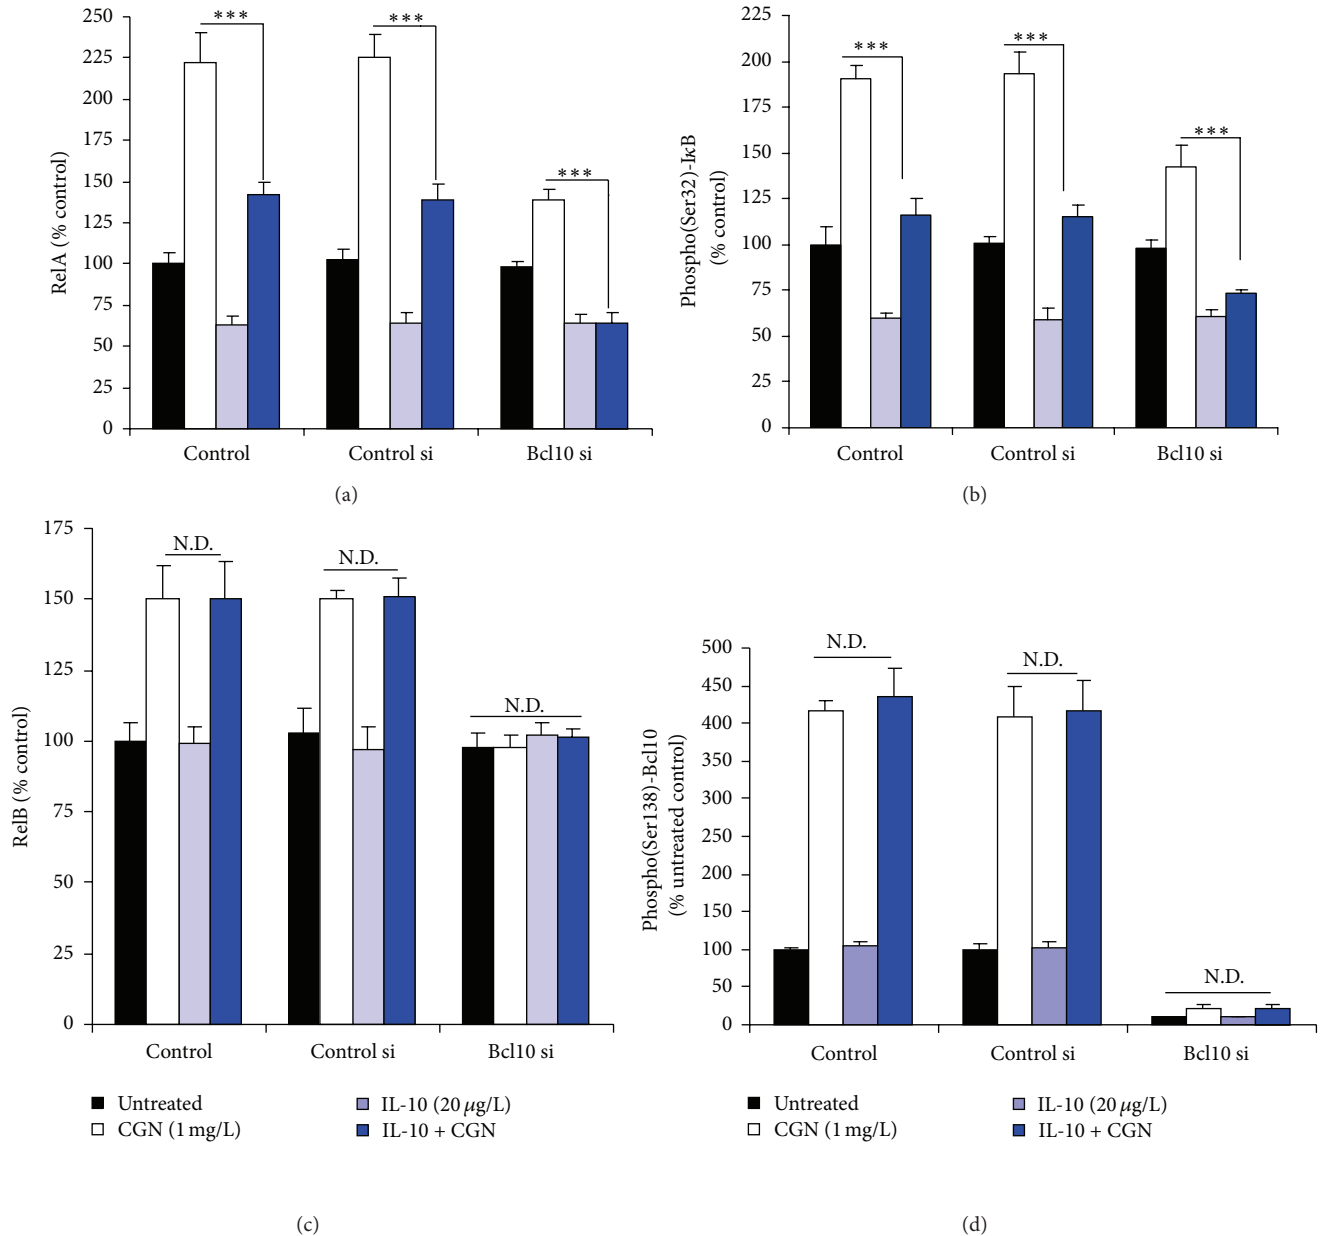 250
225
200
175
150
125
100
75
50
25
0
RelA (% control)
***
***
***
Control
Control si
Bcl10 si
(a)
225
200
175
150
125
100
75
50
25
0
Phospho(Ser32)-IκB
(% control)
***
***
***
Control
Control si
Bcl10 si
(b)
175
150
125
100
75
50
25
0
RelB (% control)
N.D.
N.D.
N.D.
Control
Control si
Bcl10 si
Untreated
CGN (1 mg/L)
IL-10 (20 μg/L)
IL-10 + CGN
(c)
500
450
400
350
300
250
200
150
100
50
0
Phospho(Ser138)-Bcl10
(% untreated control)
N.D.
N.D.
N.D.
Control
Control si
Bcl10 si
Untreated
CGN (1 mg/L)
IL-10 (20 μg/L)
IL-10 + CGN
(d)